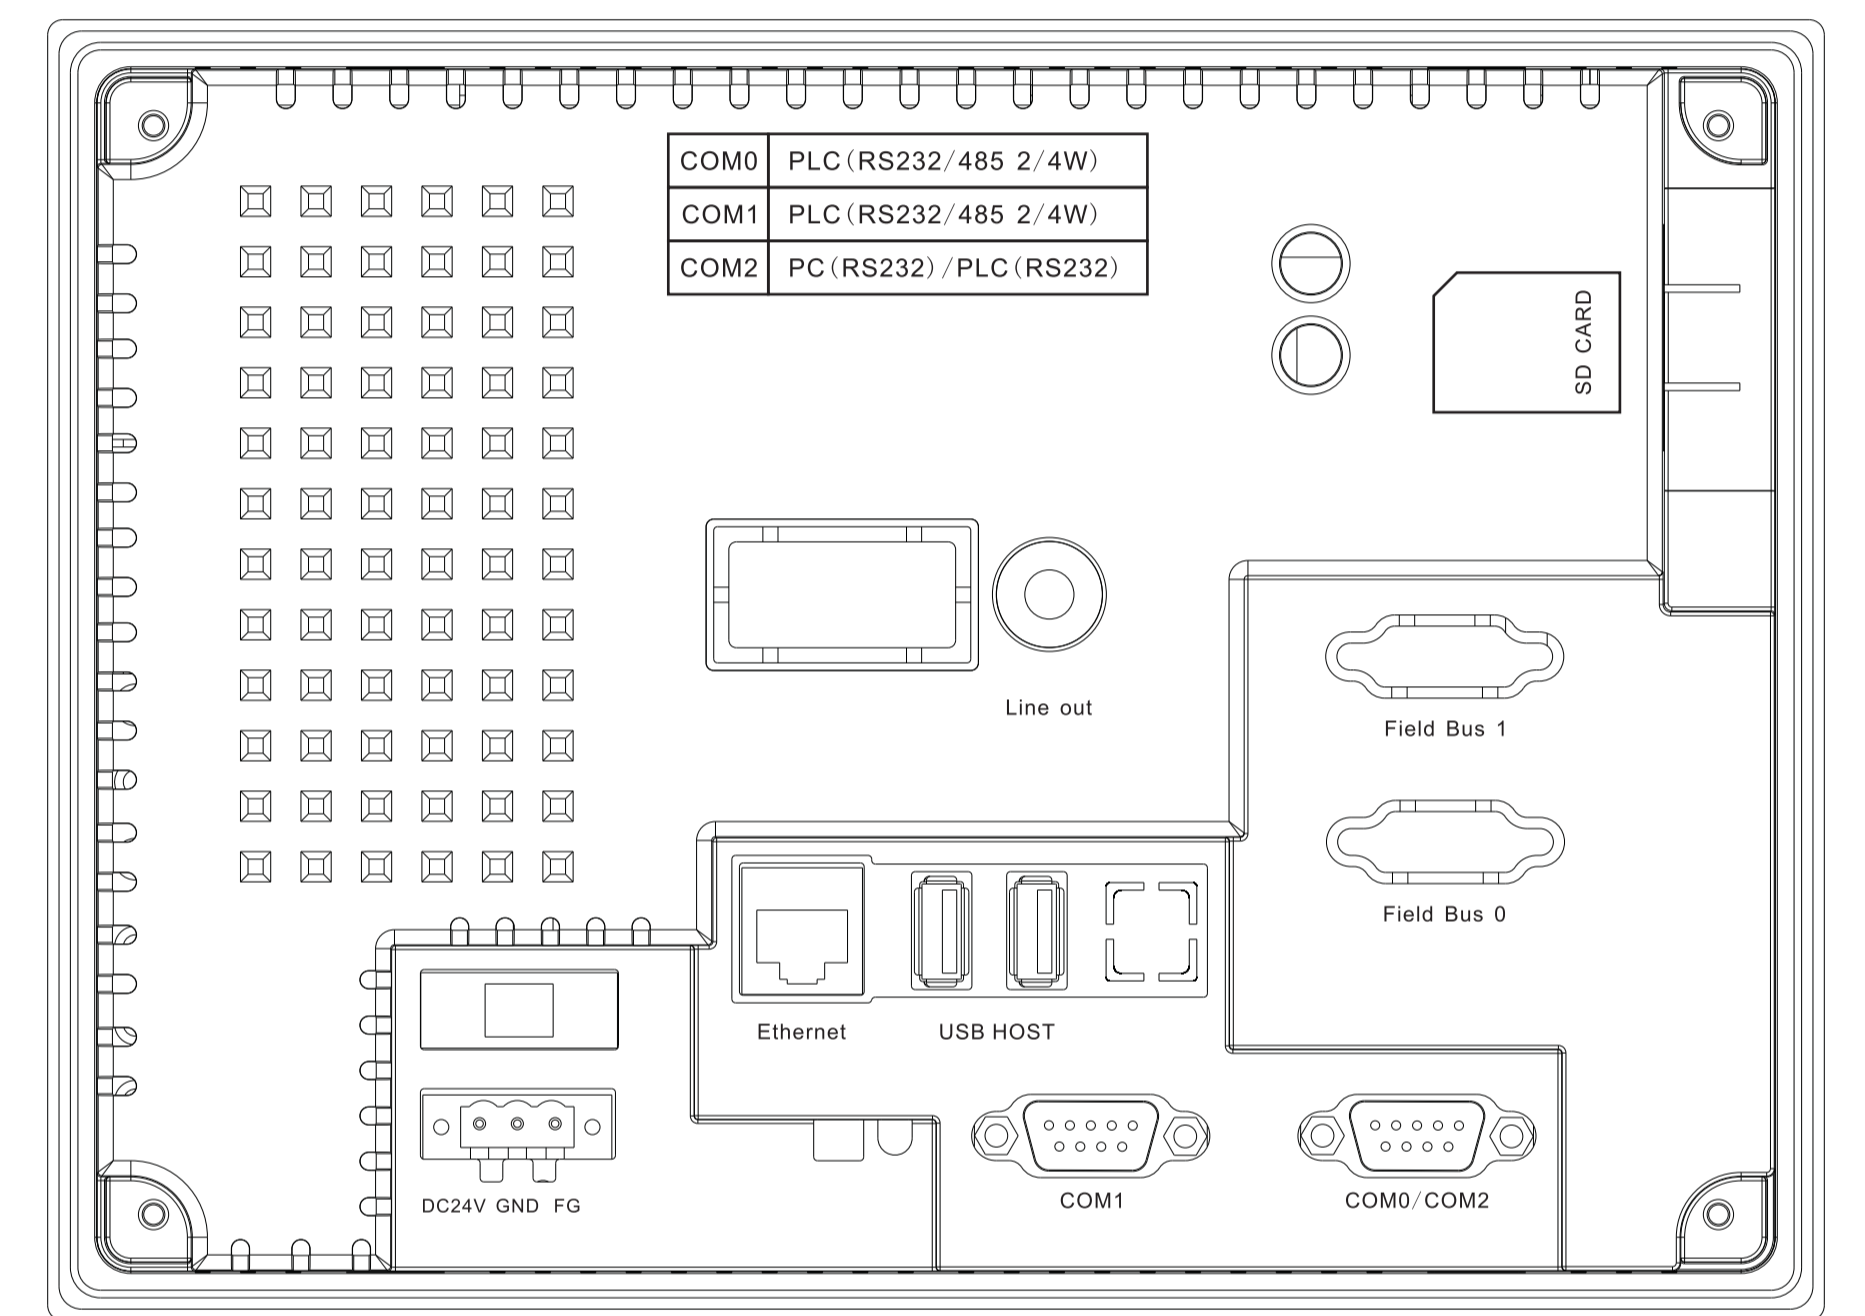 COM0 PLC(RS232/485 2/4W)
COM1 PLC(RS232/485 2/4W)
COM2 PC(RS232)/PLC(RS232)
SD CARD
Line out
Field Bus 1
Field Bus 0
Ethernet
USB HOST
DC24V GND FG
COM1
COM0/COM2